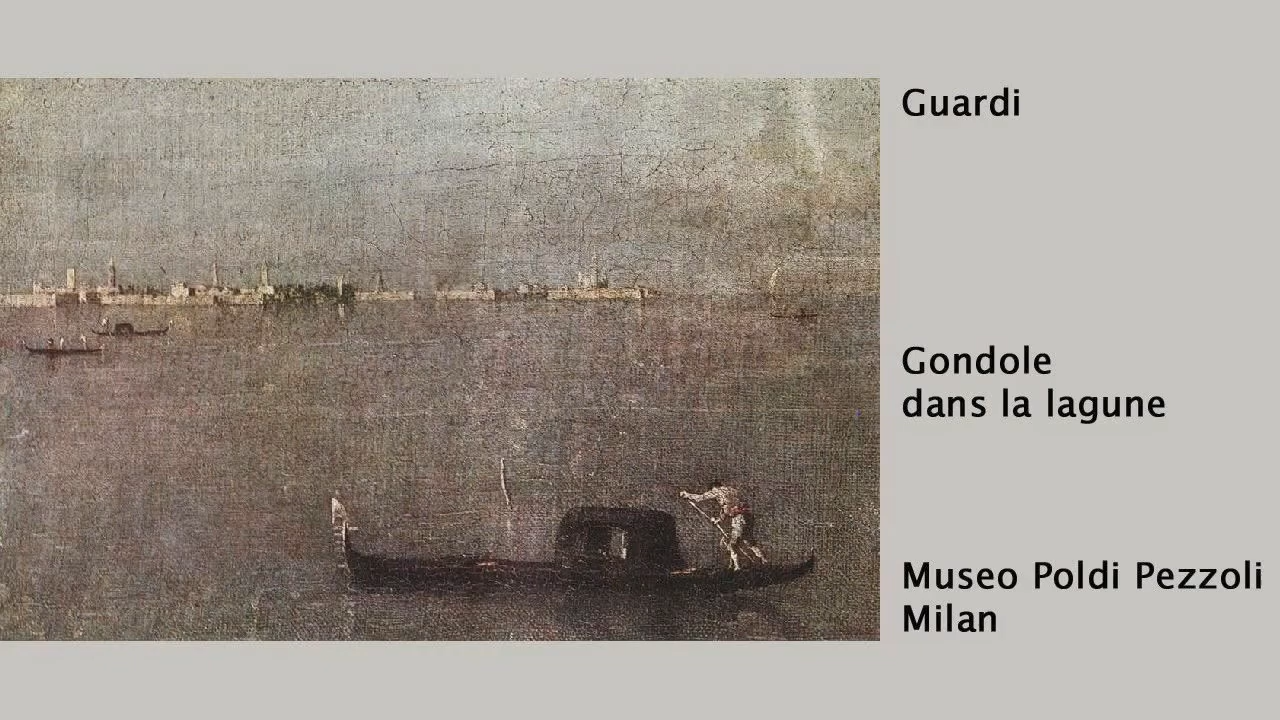 Guardi
Gondole
dans la lagune
Museo Poldi Pezzoli
Milan